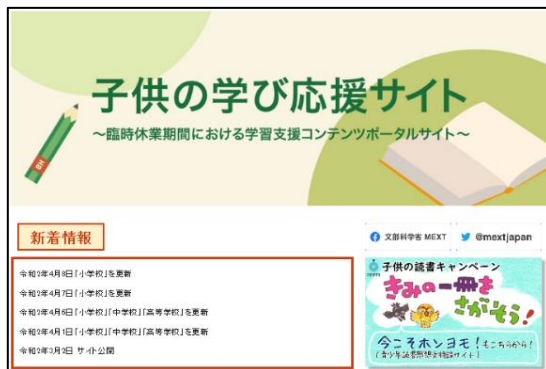 子供の学び応援サイト
～臨時休業期間における学習支援コンテンツポータルサイト～
新着情報
令和2年4月8日「小学校」を更新
令和2年4月7日「小学校」を更新
令和2年4月6日「小学校」「中学校」「高等学校」を更新
令和2年4月1日「小学校」「中学校」「高等学校」を更新
令和2年3月2日 サイト公開
文部科学省 MEXT
@mextjapan
子供の読書キャンペーン
きみの一冊を
さがそう!
今こそホンヨモ!もこちらから!